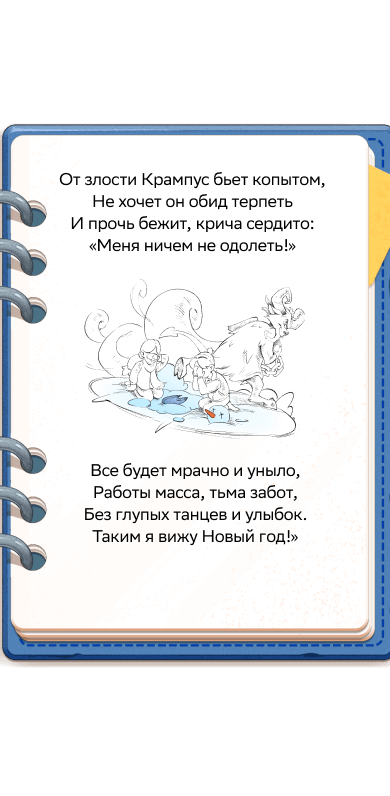 От злости Крампус бьет копытом,
Не хочет он обид терпеть
И прочь бежит, крича сердито:
«Меня ничем не одолеть!»
Все будет мрачно и уныло,
Работы масса, тьма забот,
Без глупых танцев и улыбок.
Таким я вижу Новый год!»